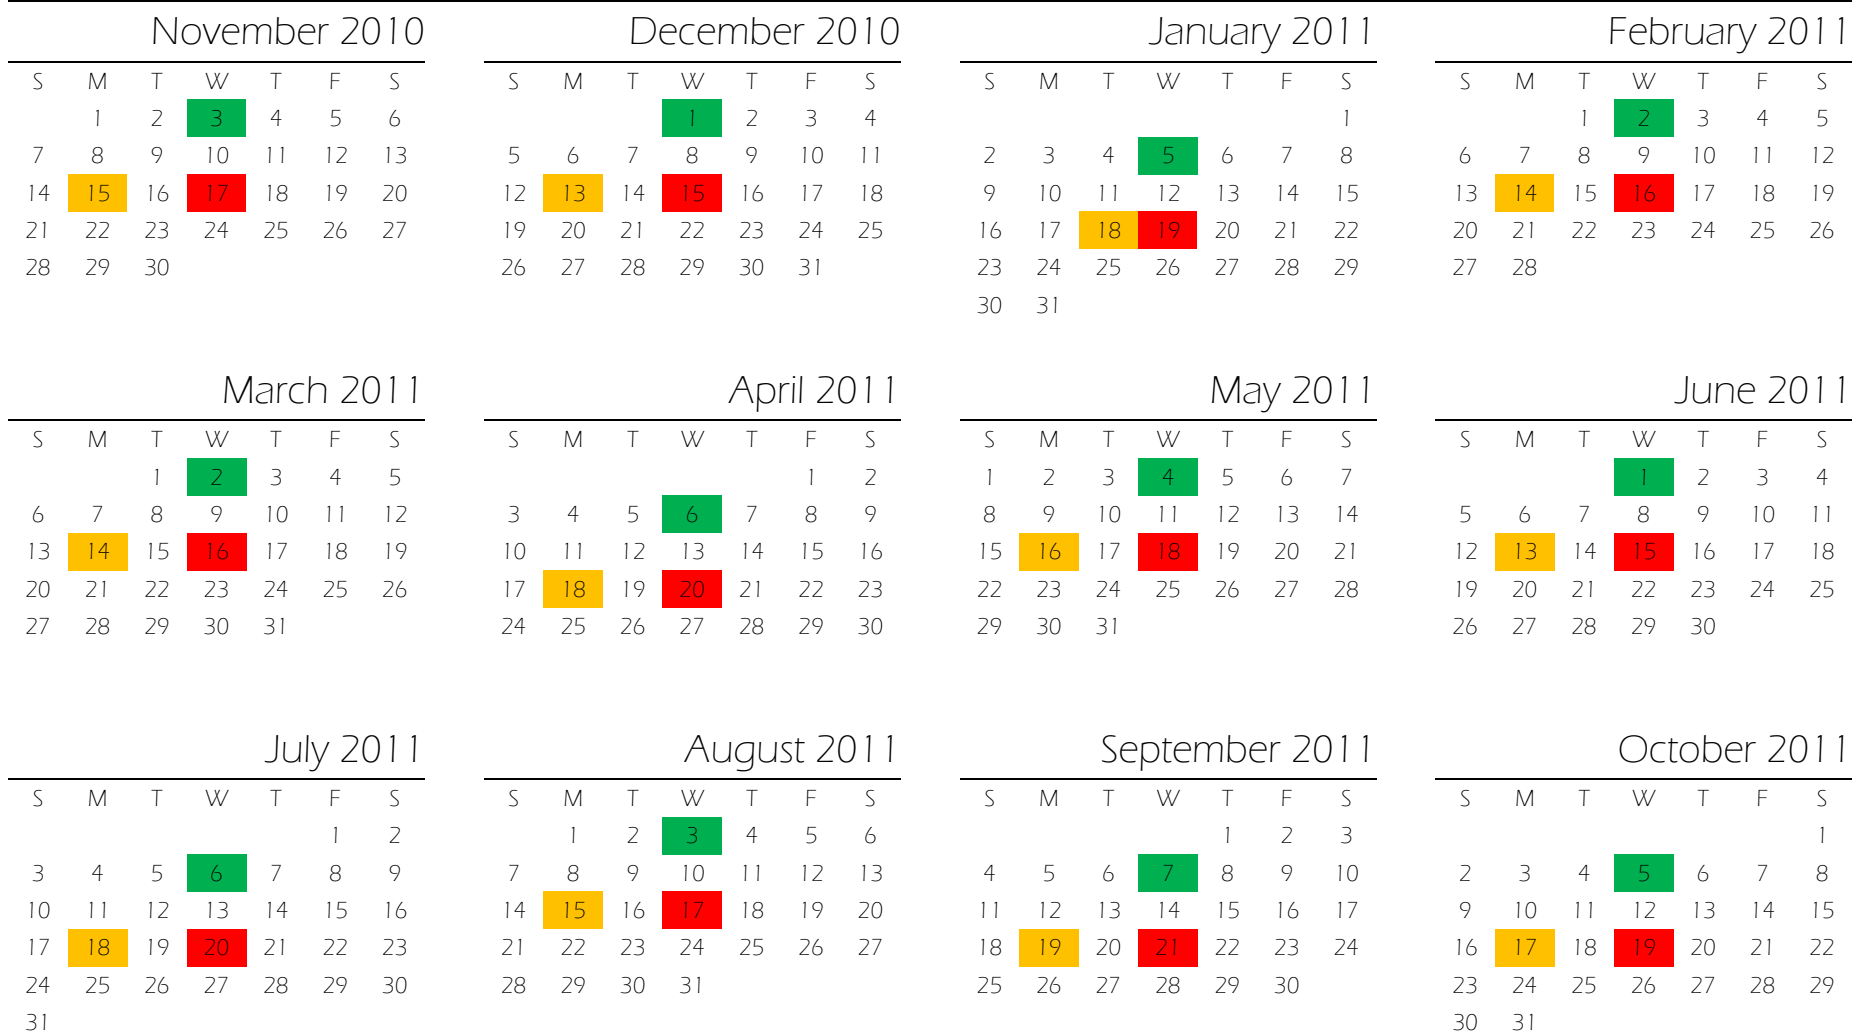 November 2010 December 2010 January 2011 February 2011
S M T W T F S S M T W T F S S M T W T F S S M T W T F S
1 2 3 4 5 6 1 2 3 4 1 1 2 3 4 5
7 8 9 10 11 12 13 5 6 7 8 9 10 11 2 3 4 5 6 7 8 6 7 8 9 10 11 12
14 15 16 17 18 19 20 12 13 14 15 16 17 18 9 10 11 12 13 14 15 13 14 15 16 17 18 19
21 22 23 24 25 26 27 19 20 21 22 23 24 25 16 17 18 19 20 21 22 20 21 22 23 24 25 26
28 29 30 26 27 28 29 30 31 23 24 25 26 27 28 29 27 28
30 31
March 2011 April 2011 May 2011 June 2011
S M T W T F S S M T W T F S S M T W T F S S M T W T F S
1 2 3 4 5 1 2 1 2 3 4 5 6 7 1 2 3 4
6 7 8 9 10 11 12 3 4 5 6 7 8 9 8 9 10 11 12 13 14 5 6 7 8 9 10 11
13 14 15 16 17 18 19 10 11 12 13 14 15 16 15 16 17 18 19 20 21 12 13 14 15 16 17 18
20 21 22 23 24 25 26 17 18 19 20 21 22 23 22 23 24 25 26 27 28 19 20 21 22 23 24 25
27 28 29 30 31 24 25 26 27 28 29 30 29 30 31 26 27 28 29 30
July 2011 August 2011 September 2011 October 2011
S M T W T F S S M T W T F S S M T W T F S S M T W T F S
1 2 1 2 3 4 5 6 1 2 3 1
3 4 5 6 7 8 9 7 8 9 10 11 12 13 4 5 6 7 8 9 10 2 3 4 5 6 7 8
10 11 12 13 14 15 16 14 15 16 17 18 19 20 11 12 13 14 15 16 17 9 10 11 12 13 14 15
17 18 19 20 21 22 23 21 22 23 24 25 26 27 18 19 20 21 22 23 24 16 17 18 19 20 21 22
24 25 26 27 28 29 30 28 29 30 31 25 26 27 28 29 30 23 24 25 26 27 28 29
31 30 31